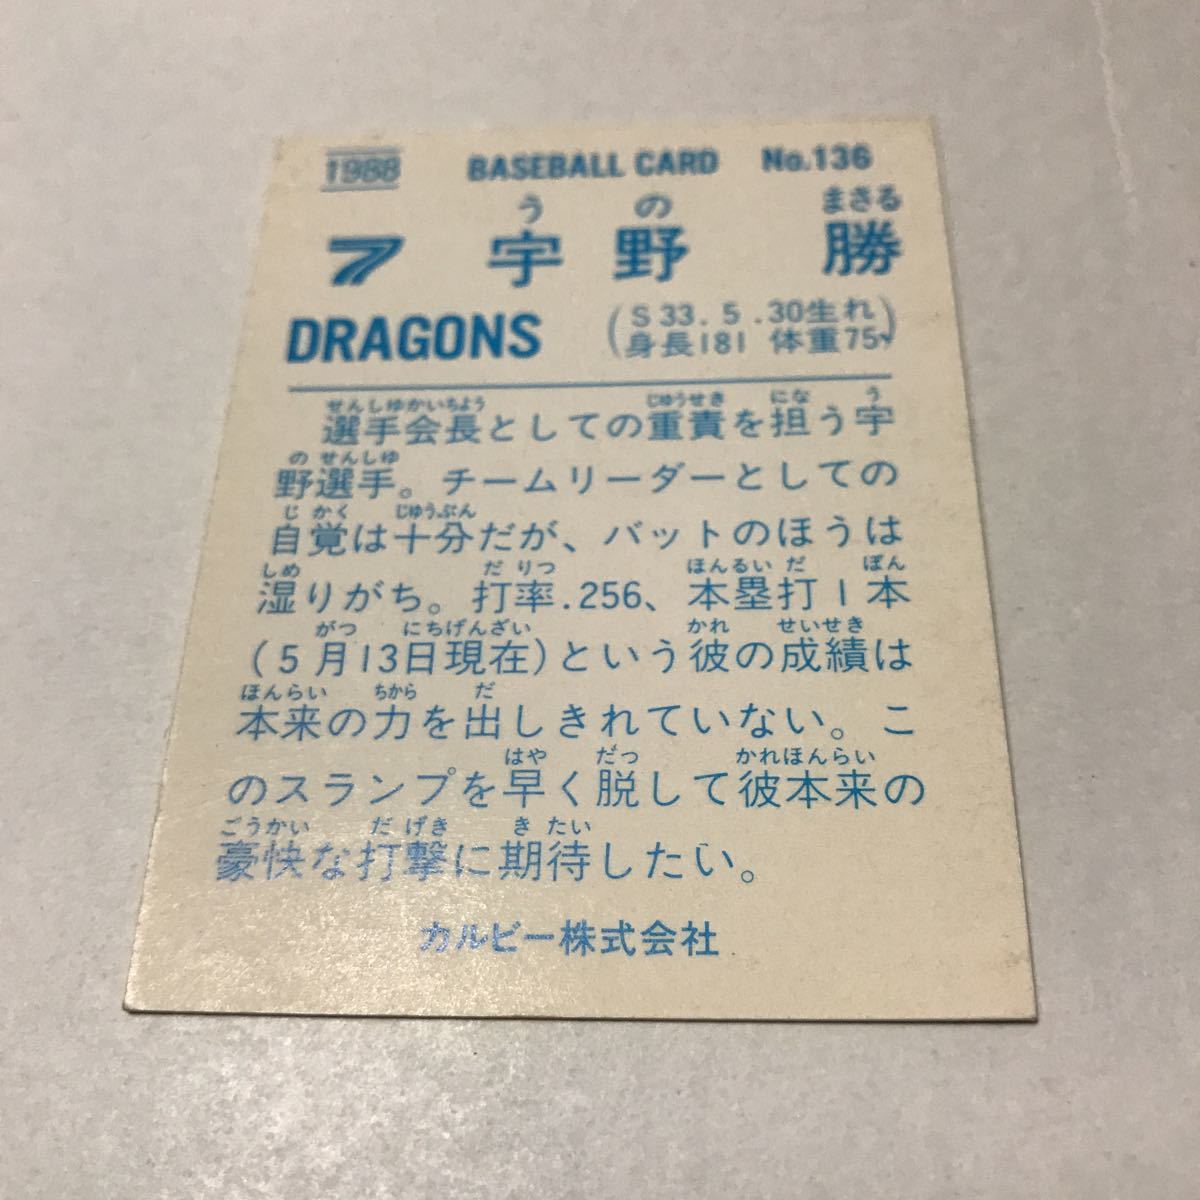 1988 BASEBALL CARD No.136
う の まさる
7 宇野 勝
DRAGONS (S33.5.30生れ
身長181 体重75)
せんしゆかいちよう じゆうせき にな う
選手会長としての重責を担う宇
の せんしゆ
野選手。チームリーダーとしての
じ かく じゆうぶん
自覚は十分だが、バットのほうは
しめ だ りつ ほんるい だ ぽん
湿りがち。打率.256、本塁打1本
がつ にちげんざい かれ せいせき
(5月13日現在)という彼の成績は
ほんらい ちから だ
本来の力を出しきれていない。こ
はや だつ かれほんらい
のスランプを早く脱して彼本来の
ごうかい だ げき き たい
豪快な打撃に期待したい。
カルビー株式会社